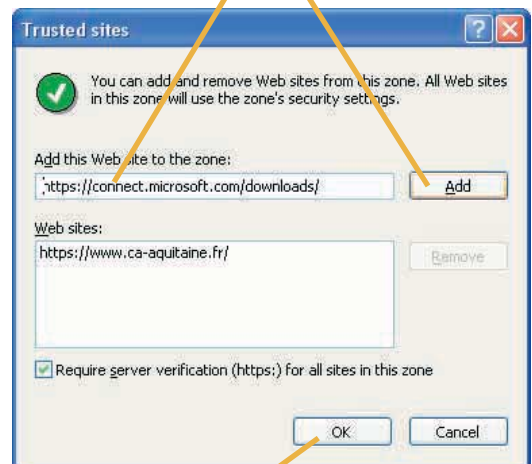 Trusted sites
You can add and remove Web sites from this zone. All Web sites
in this zone will use the zone's security settings.
Add this Web site to the zone:
https://connect.microsoft.com/downloads/
Add
Web sites:
https://www.ca-aquitaine.fr/
Remove
Require server verification (https:) for all sites in this zone
OK
Cancel